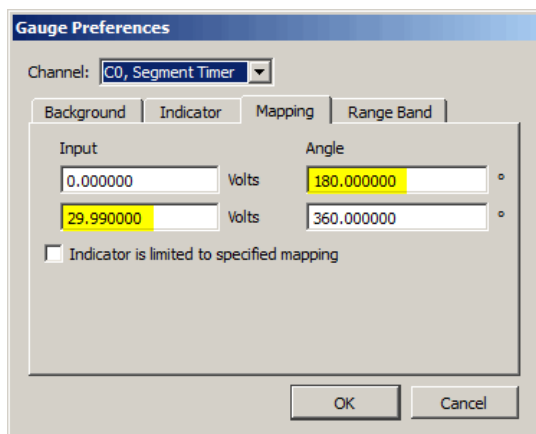 Gauge Preferences
Channel: C0, Segment Timer
Background Indicator Mapping Range Band
Input Angle
0.000000 Volts 180.000000 °
29.990000 Volts 360.000000 °
Indicator is limited to specified mapping
OK Cancel